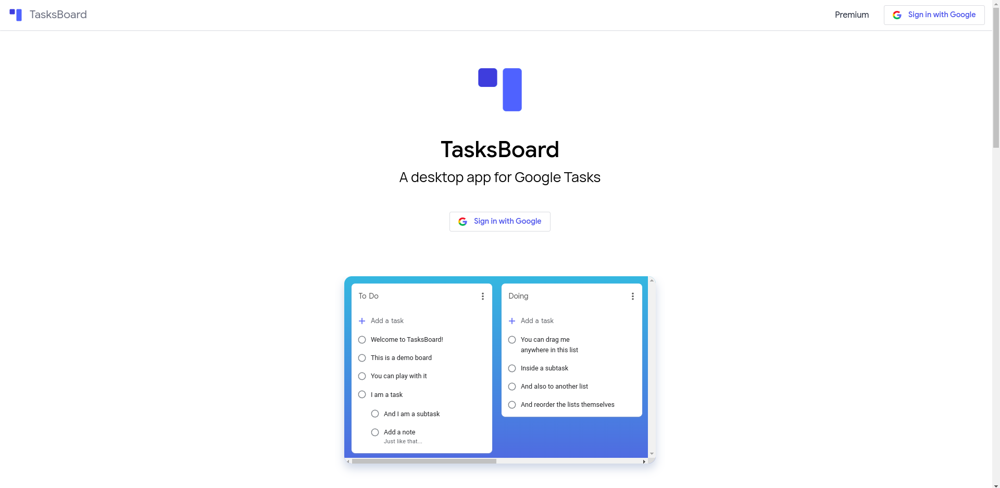 TasksBoard
Premium
Sign in with Google
TasksBoard
A desktop app for Google Tasks
Sign in with Google
To Do
Add a task
Welcome to TasksBoard!
This is a demo board
You can play with it
I am a task
And I am a subtask
Add a note
Just like that...
Doing
Add a task
You can drag me
anywhere in this list
Inside a subtask
And also to another list
And reorder the lists themselves